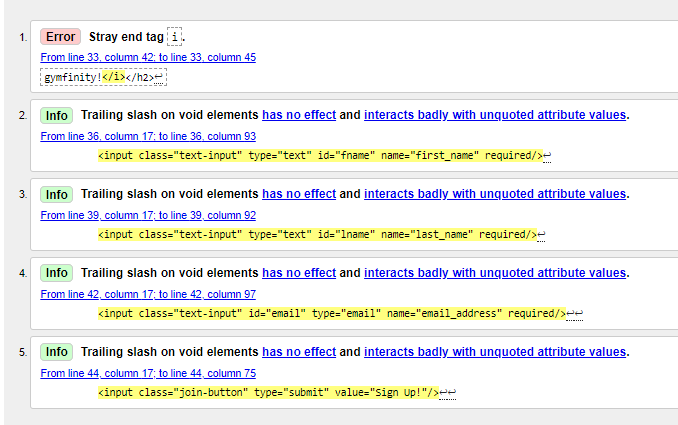 1. Error Stray end tag i.
From line 33, column 42; to line 33, column 45
gymfinity!</i></h2>↩
2. Info Trailing slash on void elements has no effect and interacts badly with unquoted attribute values.
From line 36, column 17; to line 36, column 93
<input class="text-input" type="text" id="fname" name="first_name" required/>↩
3. Info Trailing slash on void elements has no effect and interacts badly with unquoted attribute values.
From line 39, column 17; to line 39, column 92
<input class="text-input" type="text" id="lname" name="last_name" required/>↩
4. Info Trailing slash on void elements has no effect and interacts badly with unquoted attribute values.
From line 42, column 17; to line 42, column 97
<input class="text-input" id="email" type="email" name="email_address" required/>↩↩
5. Info Trailing slash on void elements has no effect and interacts badly with unquoted attribute values.
From line 44, column 17; to line 44, column 75
<input class="join-button" type="submit" value="Sign Up!"/>↩↩